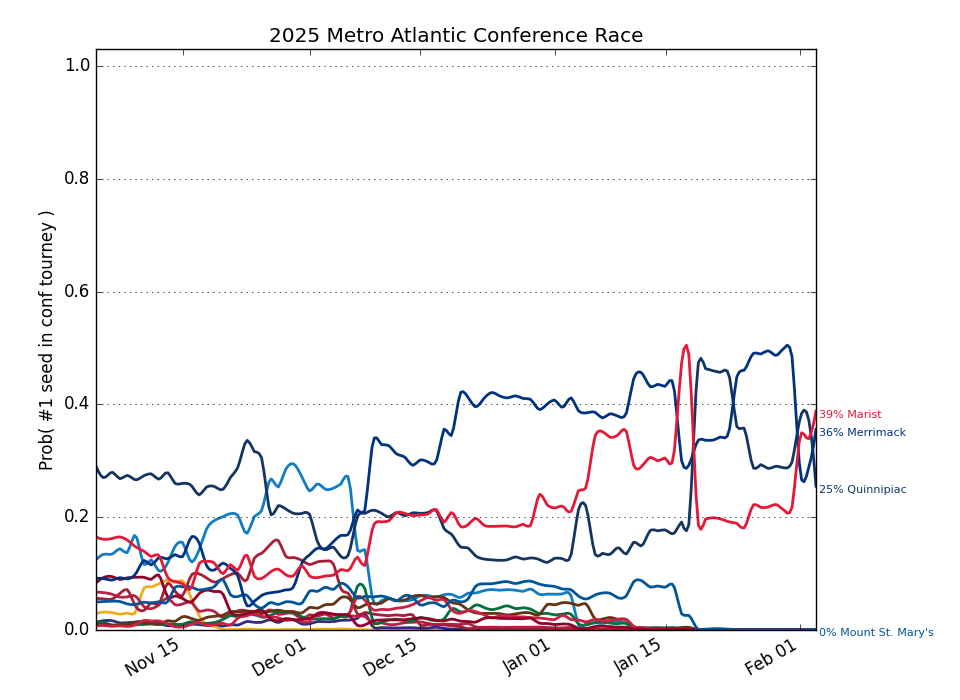 2025 Metro Atlantic Conference Race
Prob( #1 seed in conf tourney )
1.0
0.8
0.6
0.4
0.2
0.0
39% Marist
36% Merrimack
25% Quinnipiac
0% Mount St. Mary's
Nov 15
Dec 01
Dec 15
Jan 01
Jan 15
Feb 01